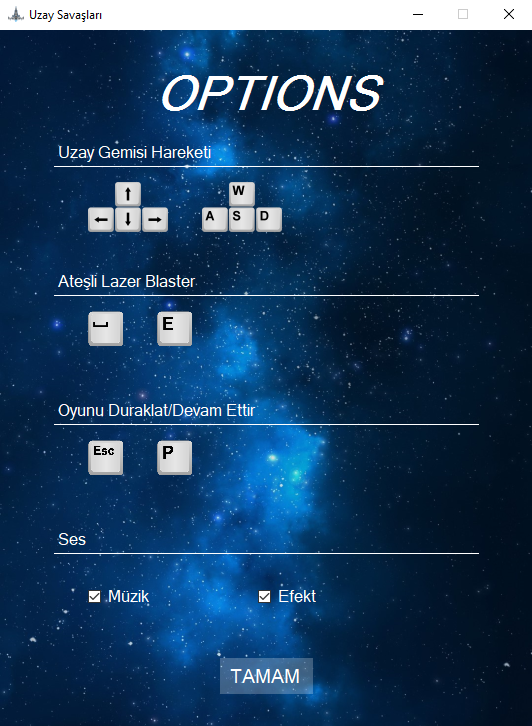 Uzay Savaşları
OPTIONS
Uzay Gemisi Hareketi
↑ W
← ↓ → A S D
Ateşli Lazer Blaster
␣ E
Oyunu Duraklat/Devam Ettir
Esc P
Ses
Müzik Efekt
TAMAM